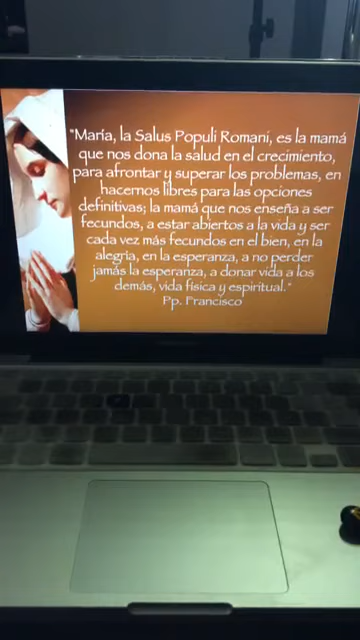 "María, la Salus Populi Romani, es la mamá
que nos dona la salud en el crecimiento,
para afrontar y superar los problemas, en
hacernos libres para las opciones
definitivas; la mamá que nos enseña a ser
fecundos, a estar abiertos a la vida y ser
cada vez más fecundos en el bien, en la
alegría, en la esperanza, a no perder
jamás la esperanza, a donar vida a los
demás, vida física y espiritual."
Pp. Francisco